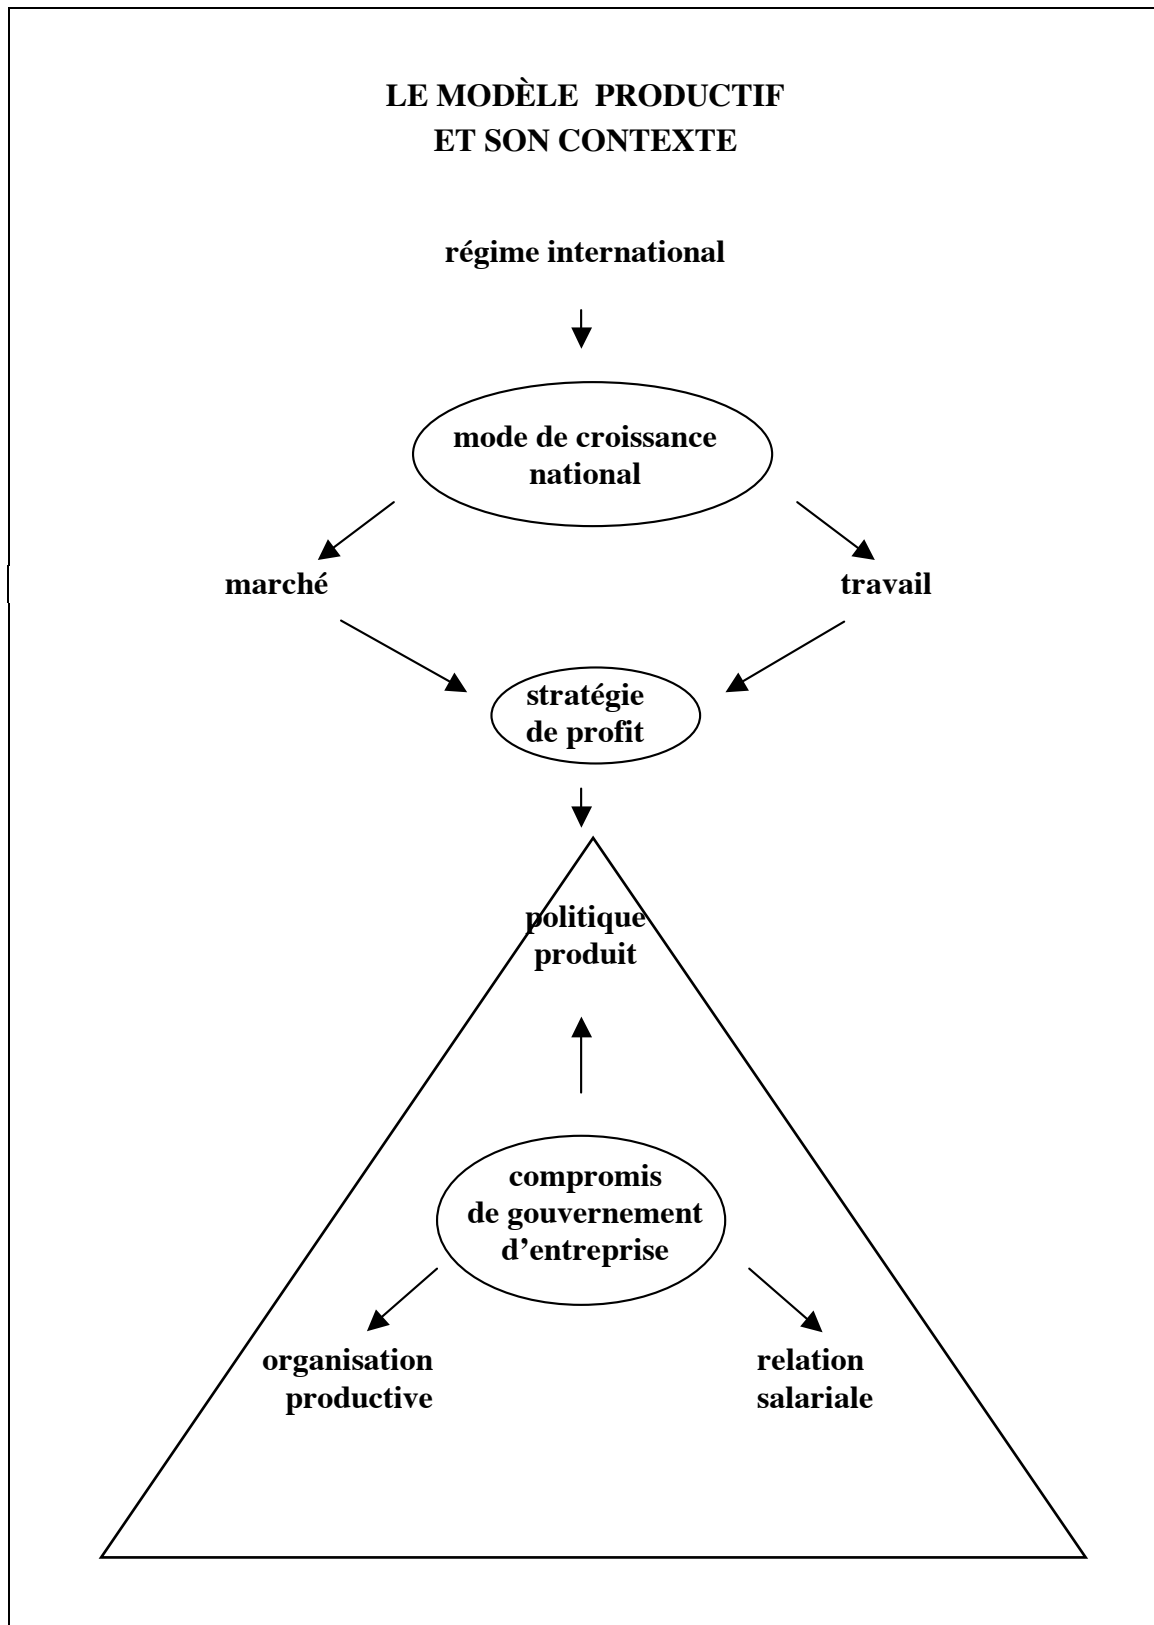 LE MODÈLE PRODUCTIF
ET SON CONTEXTE
régime international
mode de croissance
national
marché
travail
stratégie
de profit
politique
produit
compromis
de gouvernement
d’entreprise
organisation
productive
relation
salariale